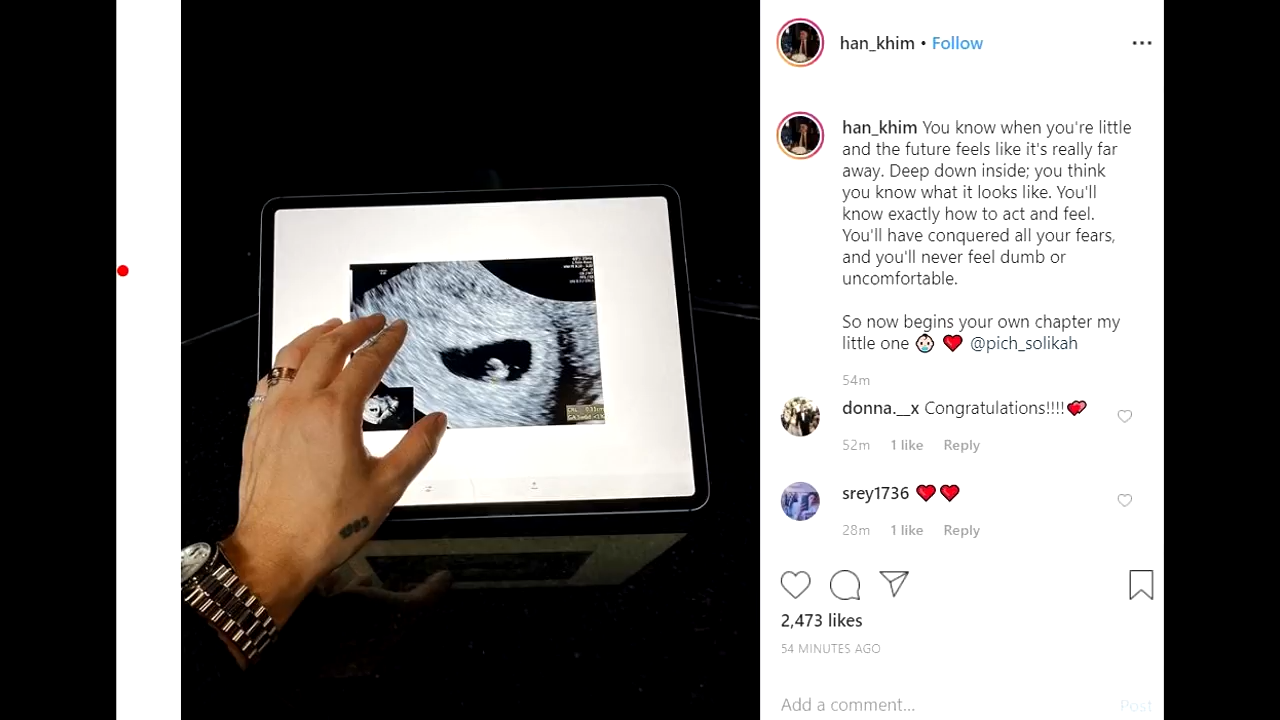 han_khim • Follow
han_khim You know when you're little
and the future feels like it's really far
away. Deep down inside; you think
you know what it looks like. You'll
know exactly how to act and feel.
You'll have conquered all your fears,
and you'll never feel dumb or
uncomfortable.
So now begins your own chapter my
little one 👶🏻 ❤️ @pich_solikah
54m
donna.__x Congratulations!!!!💕
52m 1 like Reply
srey1736 ❤️❤️
28m 1 like Reply
2,473 likes
54 MINUTES AGO
Add a comment... Post